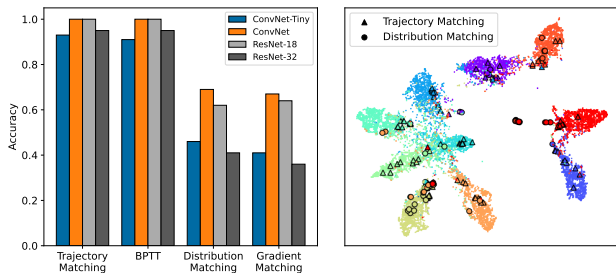 ConvNet-Tiny
ConvNet
ResNet-18
ResNet-32
Accuracy
1.0
0.8
0.6
0.4
0.2
0.0
Trajectory
Matching
BPTT
Distribution
Matching
Gradient
Matching
Trajectory Matching
Distribution Matching